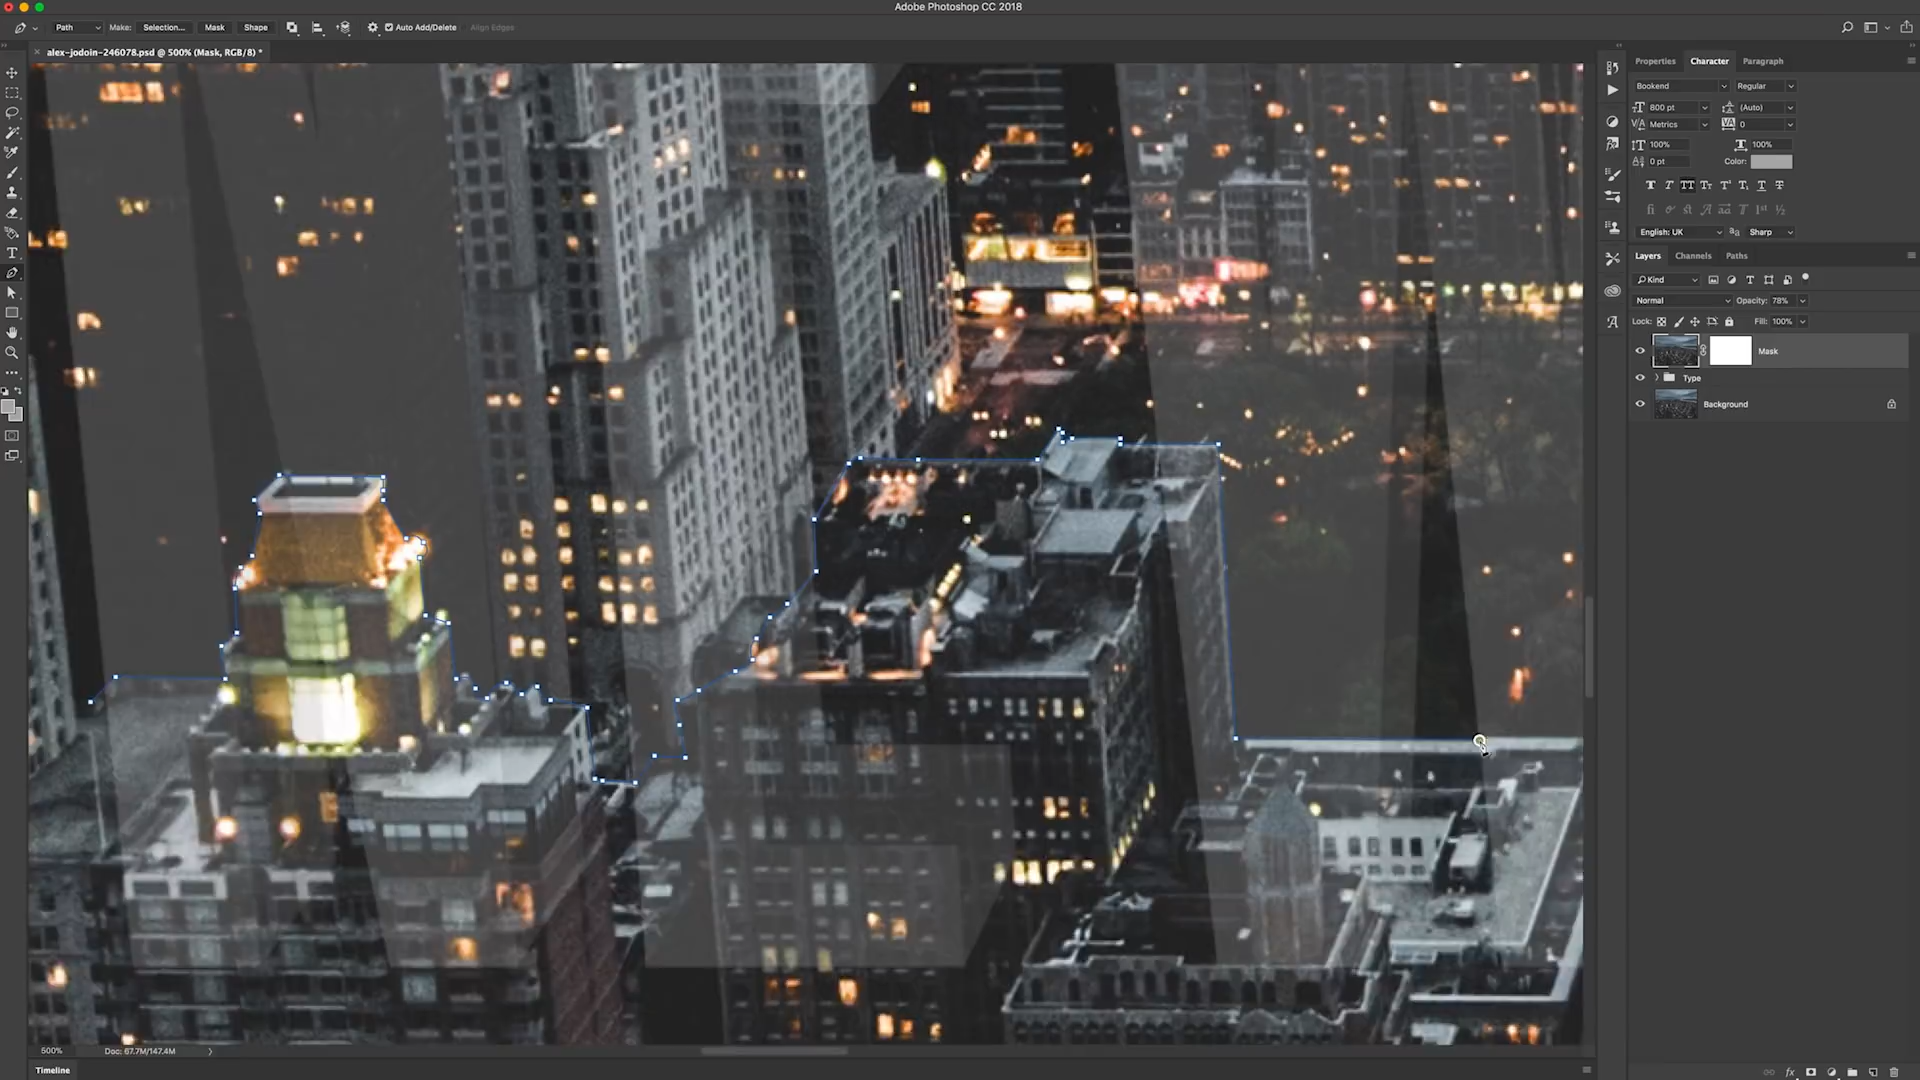 Adobe Photoshop CC 2018
Path Make: Selection... Mask Shape Auto Add/Delete Align Edges
alex-jodoin-246078.psd @ 500% (Mask, RGB/8) *
Properties Character Paragraph
Bookend Regular
800 pt (Auto)
Metrics 0
100% 100%
0 pt Color:
English: UK Sharp
Layers Channels Paths
Kind
Normal Opacity: 78%
Lock: Fill: 100%
Mask
Type
Background
500% Doc: 67.7M/147.4M
Timeline